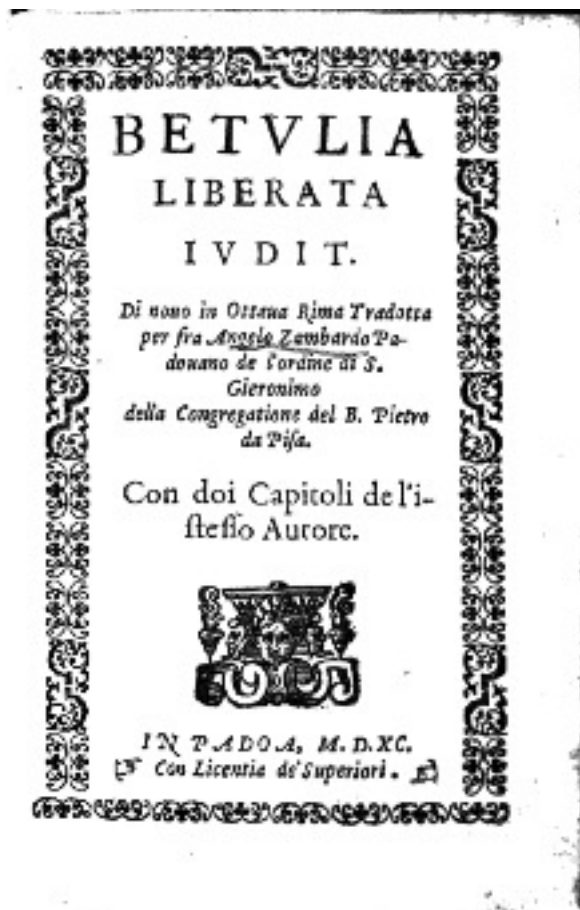 BETVLIA
LIBERATA
IVDIT.
Di nouo in Ottaua Rima Tradotta
per fra Angelo Zambardo Pa-
douano de l'ordine di S.
Gieronimo
della Congregatione del B. Pietro
da Pisa.
Con doi Capitoli de l'i-
stesso Autore.
IN PADOA, M.D.XC.
Con Licentia de' Superiori.